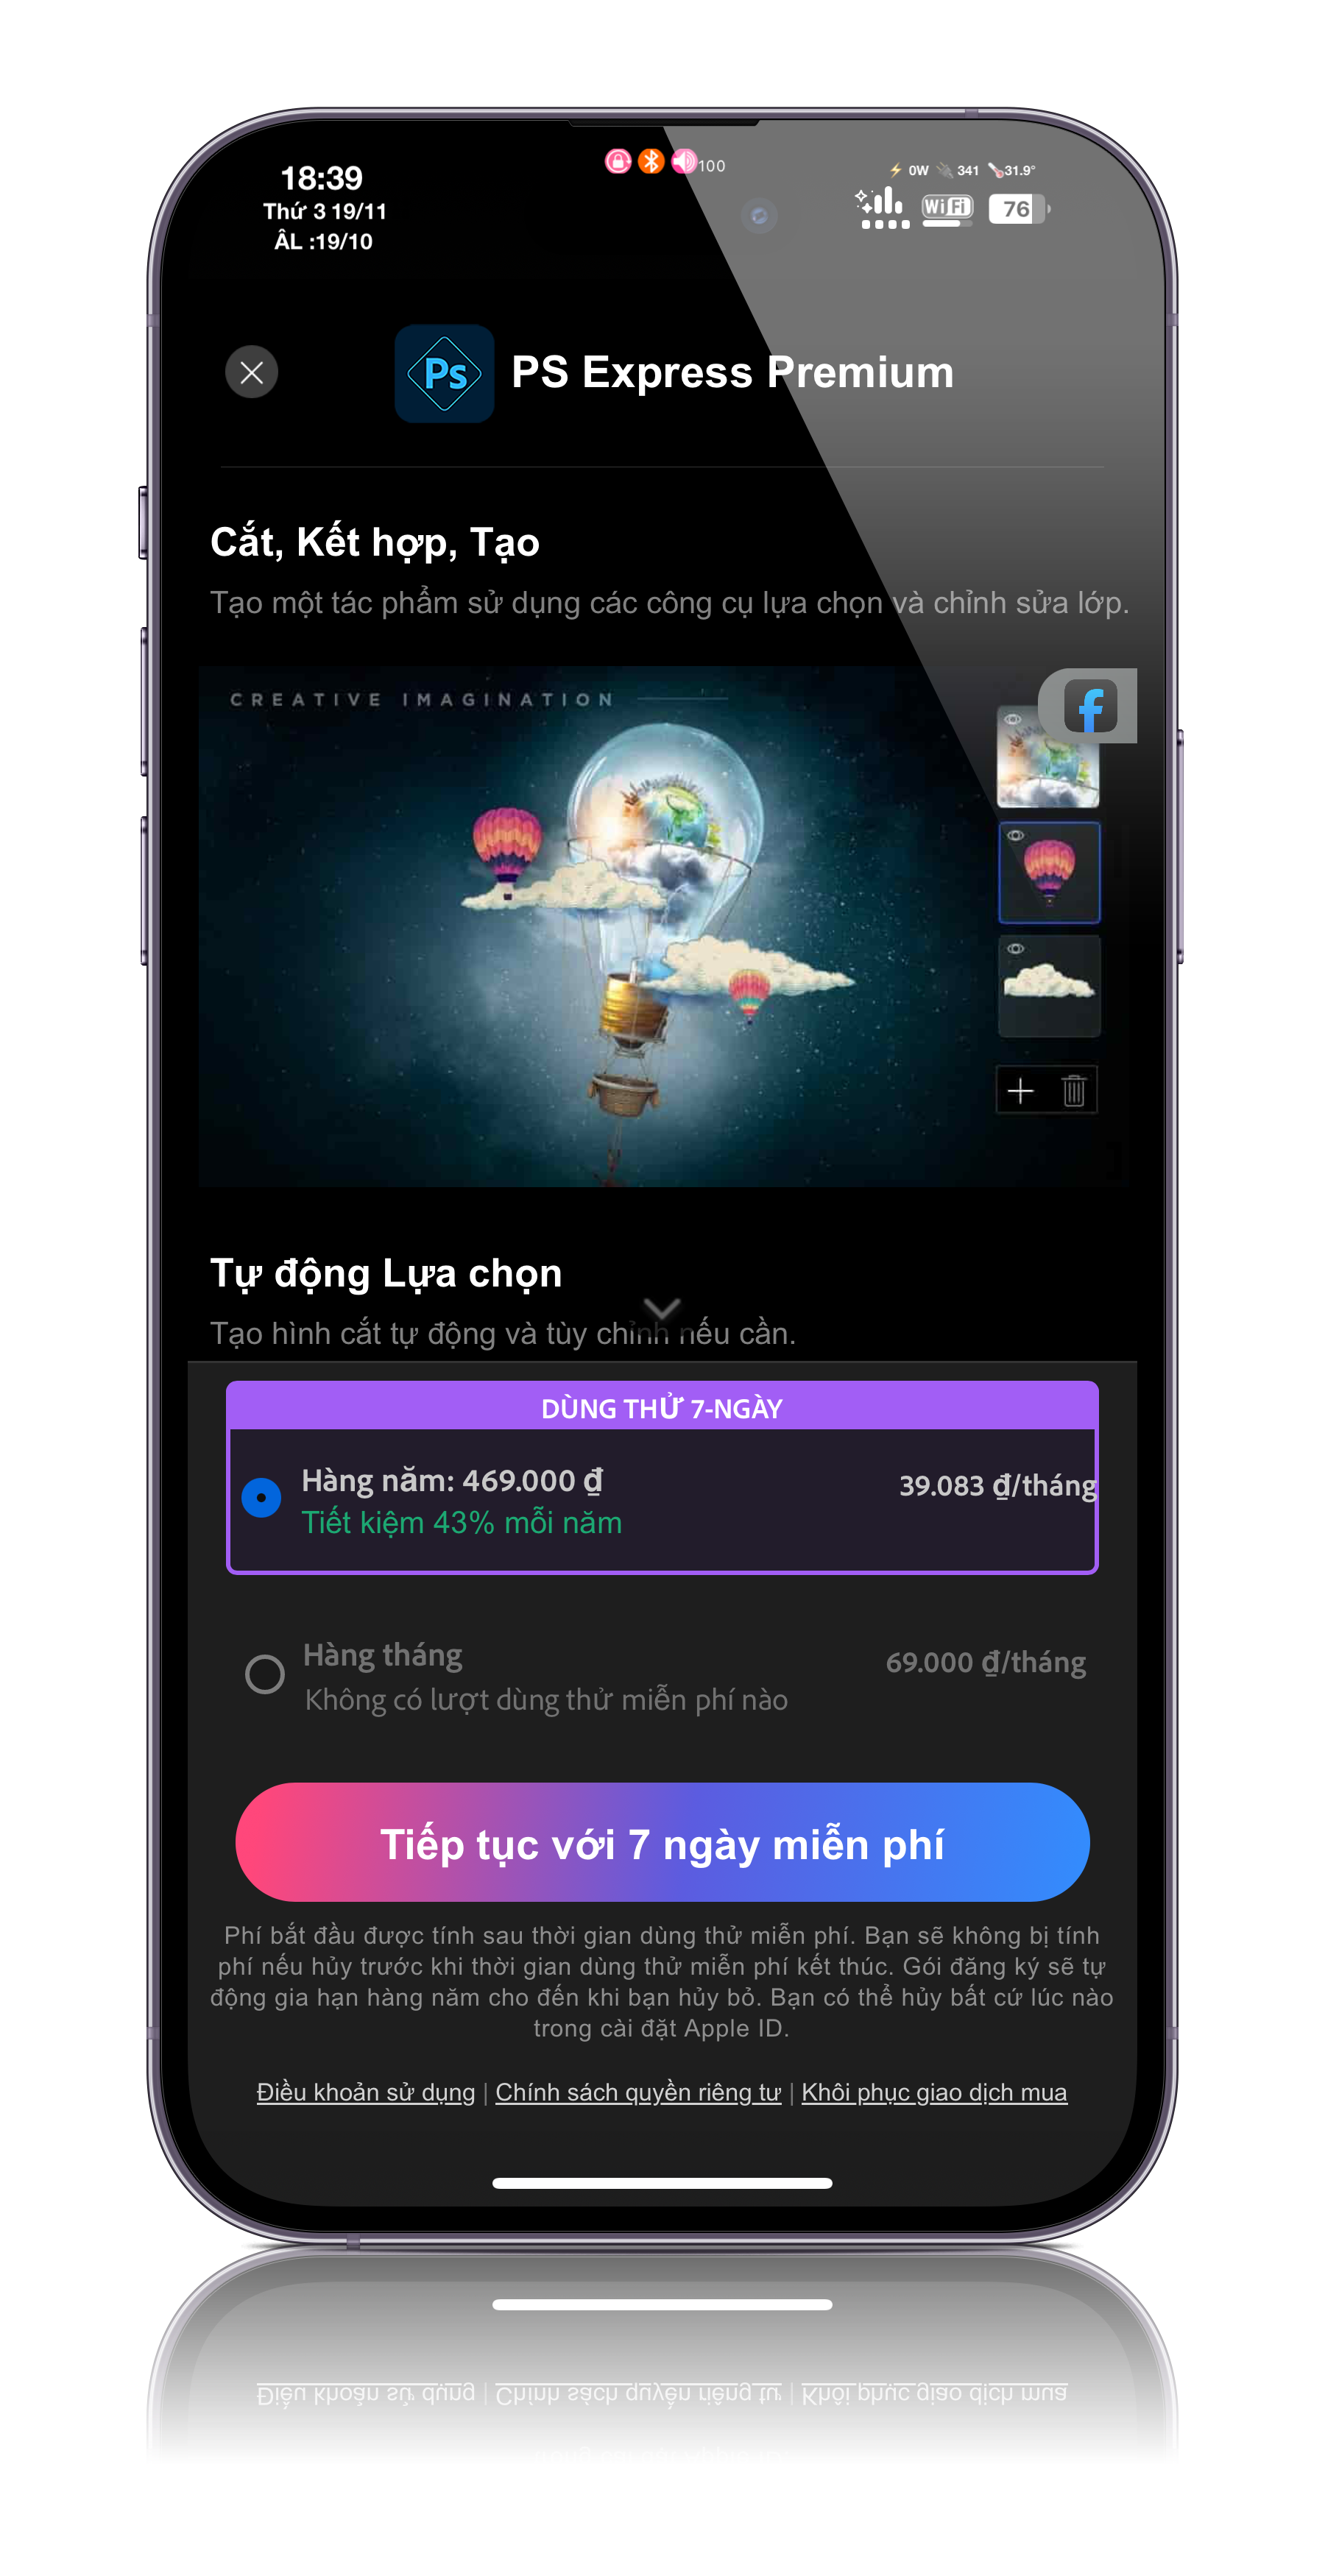 18:39
Thứ 3 19/11
ÂL :19/10
100
0W 341 31.9°
WiFi
76
Ps
PS Express Premium
Cắt, Kết hợp, Tạo
Tạo một tác phẩm sử dụng các công cụ lựa chọn và chỉnh sửa lớp.
CREATIVE IMAGINATION
f
Tự động Lựa chọn
Tạo hình cắt tự động và tùy chỉnh nếu cần.
DÙNG THỬ 7-NGÀY
Hàng năm: 469.000 ₫
39.083 ₫/tháng
Tiết kiệm 43% mỗi năm
Hàng tháng
69.000 ₫/tháng
Không có lượt dùng thử miễn phí nào
Tiếp tục với 7 ngày miễn phí
Phí bắt đầu được tính sau thời gian dùng thử miễn phí. Bạn sẽ không bị tính
phí nếu hủy trước khi thời gian dùng thử miễn phí kết thúc. Gói đăng ký sẽ tự
động gia hạn hàng năm cho đến khi bạn hủy bỏ. Bạn có thể hủy bất cứ lúc nào
trong cài đặt Apple ID.
Điều khoản sử dụng | Chính sách quyền riêng tư | Khôi phục giao dịch mua